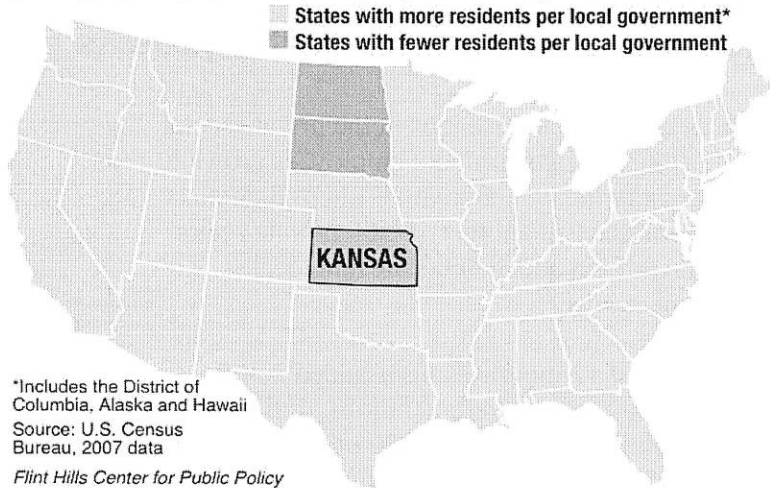 States with more residents per local government*
States with fewer residents per local government
KANSAS
*Includes the District of
Columbia, Alaska and Hawaii
Source: U.S. Census
Bureau, 2007 data
Flint Hills Center for Public Policy